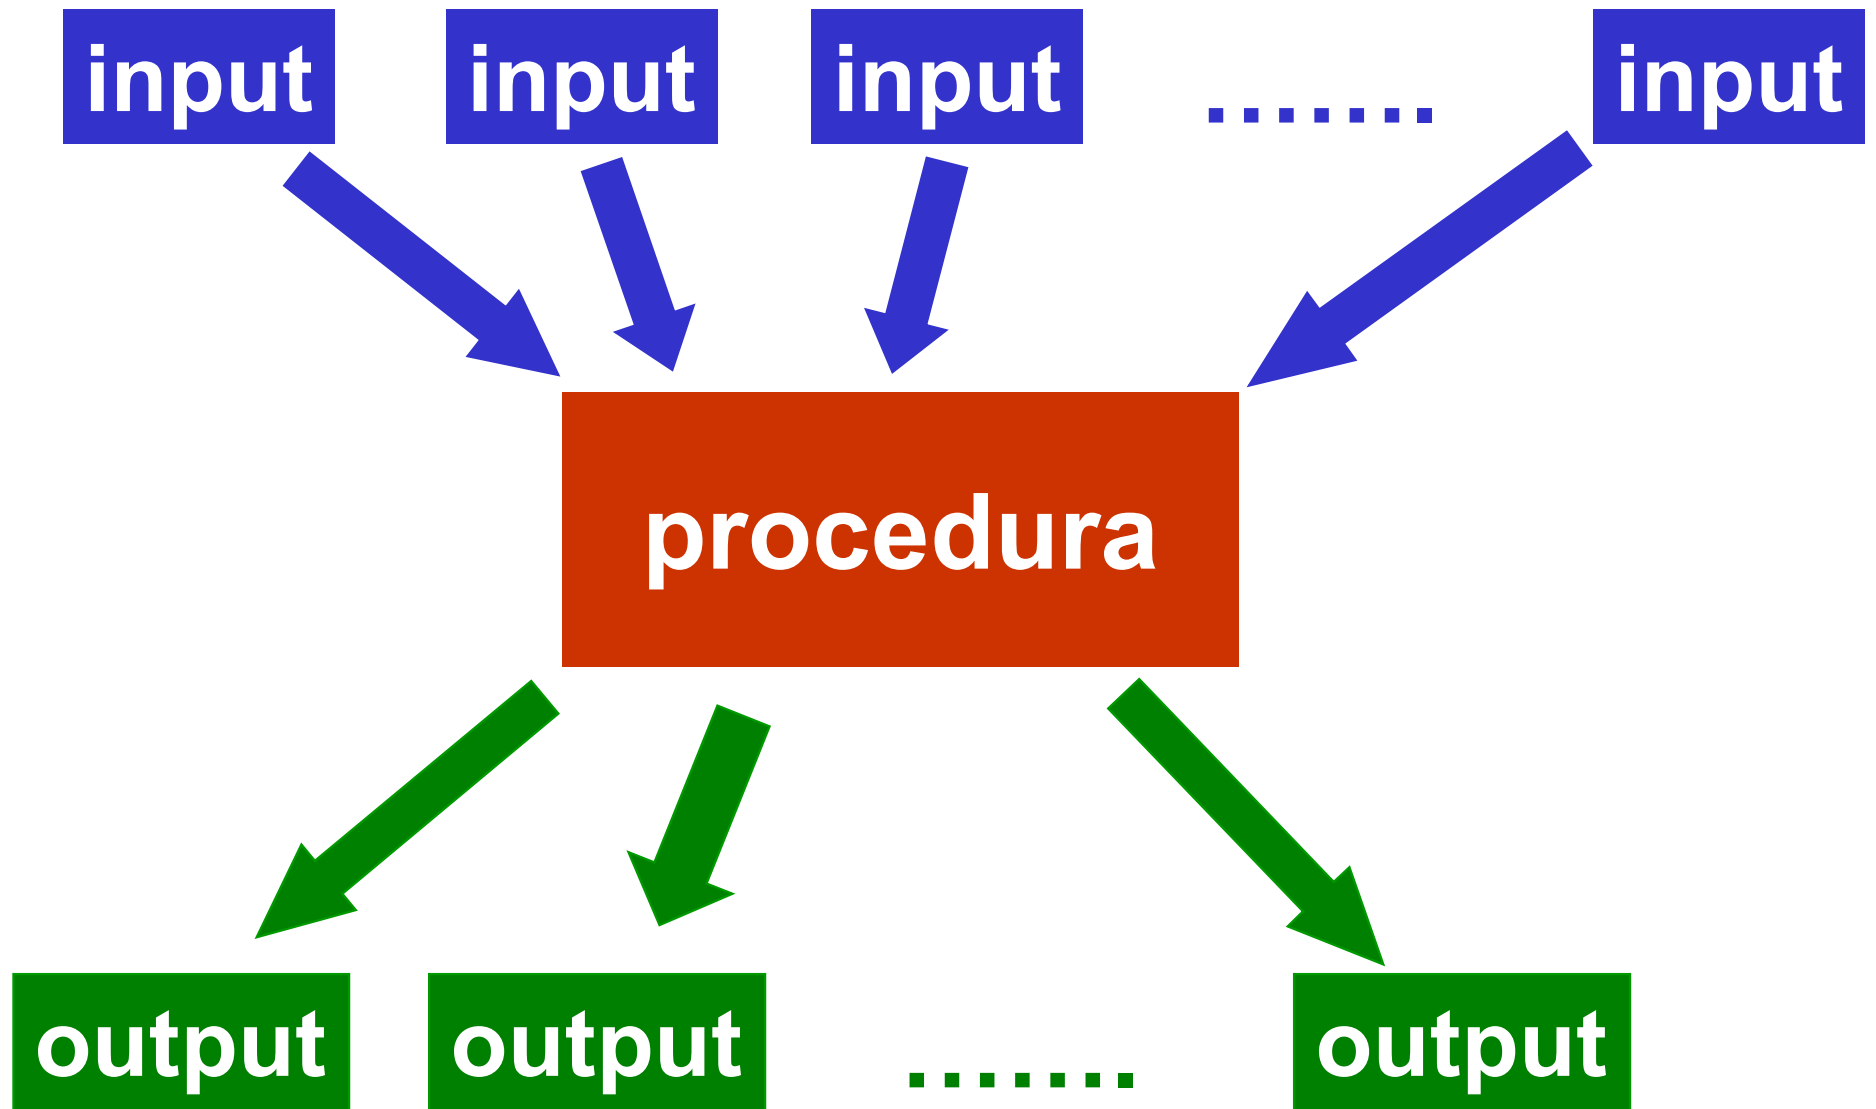 input input input ....... input
procedura
output output ....... output